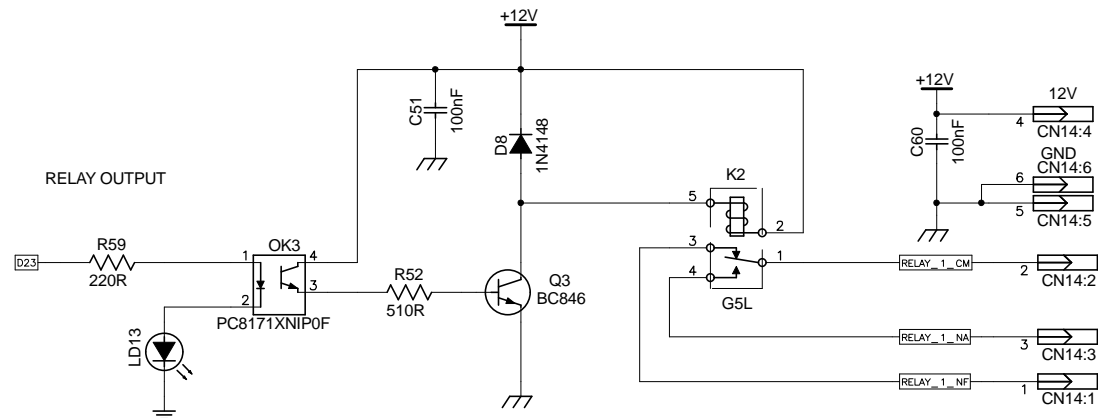 +12V
+12V
12V
4
CN14:4
C51
100nF
C60
100nF
D8
1N4148
GND
CN14:6
6
5
CN14:5
RELAY OUTPUT
K2
5
2
3
4
1
G5L
D23
R59
220R
OK3
1
4
2
3
PC8171XNIP0F
R52
510R
Q3
BC846
LD13
RELAY_1_CM
2
CN14:2
RELAY_1_NA
3
CN14:3
RELAY_1_NF
1
CN14:1